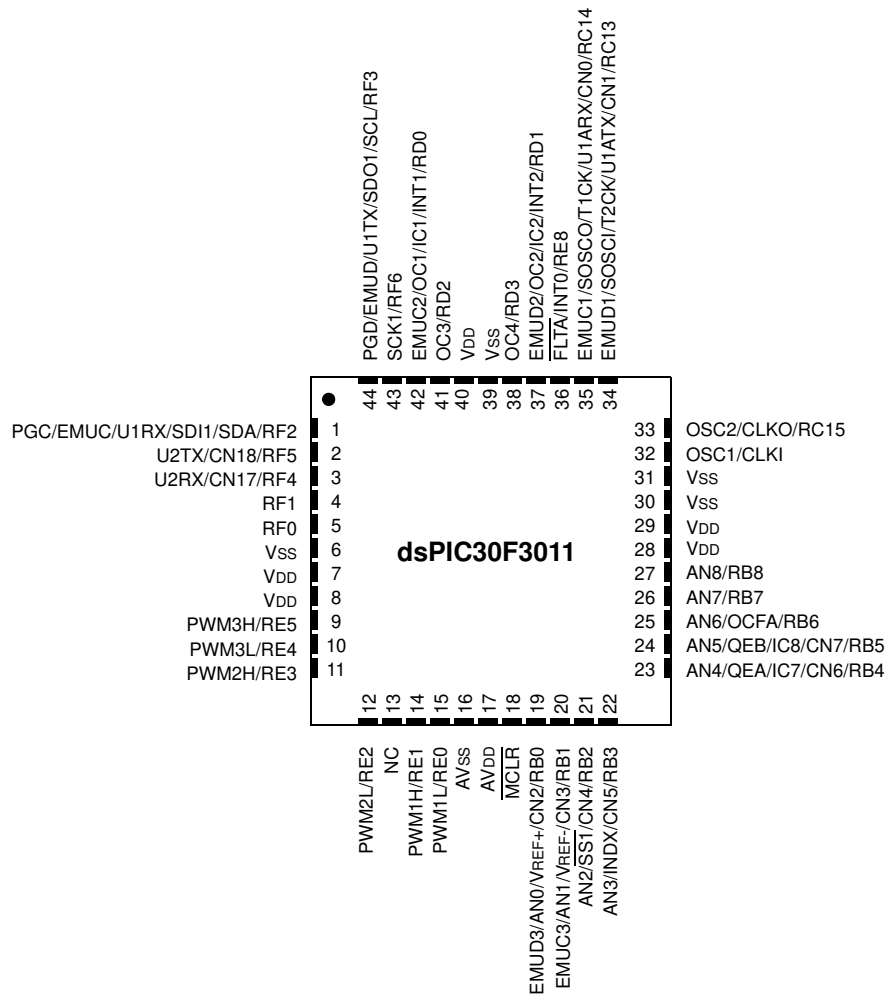 PGD/EMUD/U1TX/SDO1/SCL/RF3
SCK1/RF6
EMUC2/OC1/IC1/INT1/RD0
OC3/RD2
VDD
VSS
OC4/RD3
EMUD2/OC2/IC2/INT2/RD1
FLTA/INT0/RE8
EMUC1/SOSCO/T1CK/U1ARX/CN0/RC14
EMUD1/SOSCI/T2CK/U1ATX/CN1/RC13
44
43
42
41
40
39
38
37
36
35
34
PGC/EMUC/U1RX/SDI1/SDA/RF2 1
U2TX/CN18/RF5 2
U2RX/CN17/RF4 3
RF1 4
RF0 5
VSS 6
VDD 7
VDD 8
PWM3H/RE5 9
PWM3L/RE4 10
PWM2H/RE3 11
dsPIC30F3011
33 OSC2/CLKO/RC15
32 OSC1/CLKI
31 VSS
30 VSS
29 VDD
28 VDD
27 AN8/RB8
26 AN7/RB7
25 AN6/OCFA/RB6
24 AN5/QEB/IC8/CN7/RB5
23 AN4/QEA/IC7/CN6/RB4
12
13
14
15
16
17
18
19
20
21
22
PWM2L/RE2
NC
PWM1H/RE1
PWM1L/RE0
AVSS
AVDD
MCLR
EMUD3/AN0/VREF+/CN2/RB0
EMUC3/AN1/VREF-/CN3/RB1
AN2/SS1/CN4/RB2
AN3/INDX/CN5/RB3